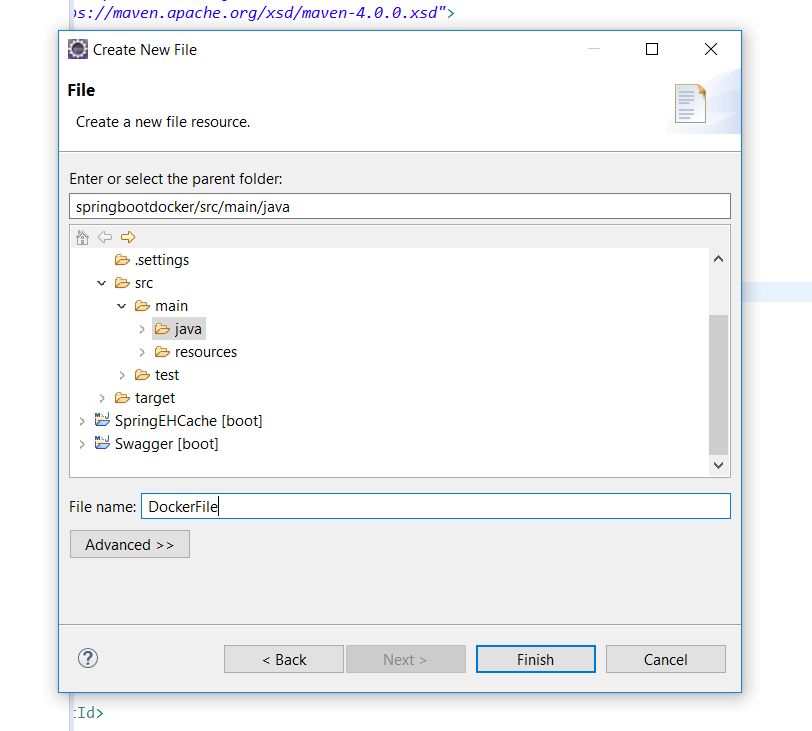 ps://maven.apache.org/xsd/maven-4.0.0.xsd">
Create New File
File
Create a new file resource.
Enter or select the parent folder:
springbootdocker/src/main/java
.settings
src
main
java
resources
test
target
SpringEHCache [boot]
Swagger [boot]
File name: DockerFile
Advanced >>
< Back Next > Finish Cancel
tId>